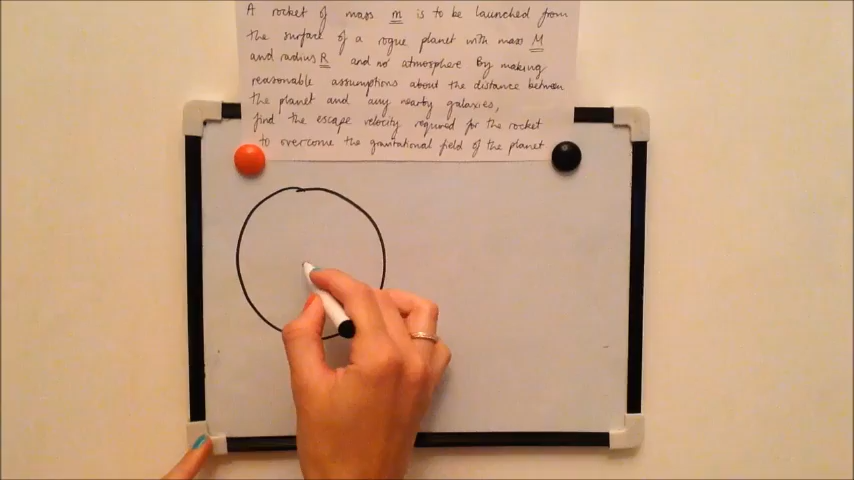 A rocket of mass m is to be launched from
the surface of a rogue planet with mass M
and radius R and no atmosphere By making
reasonable assumptions about the distance between
the planet and any nearby galaxies,
find the escape velocity required for the rocket
to overcome the gravitational field of the planet